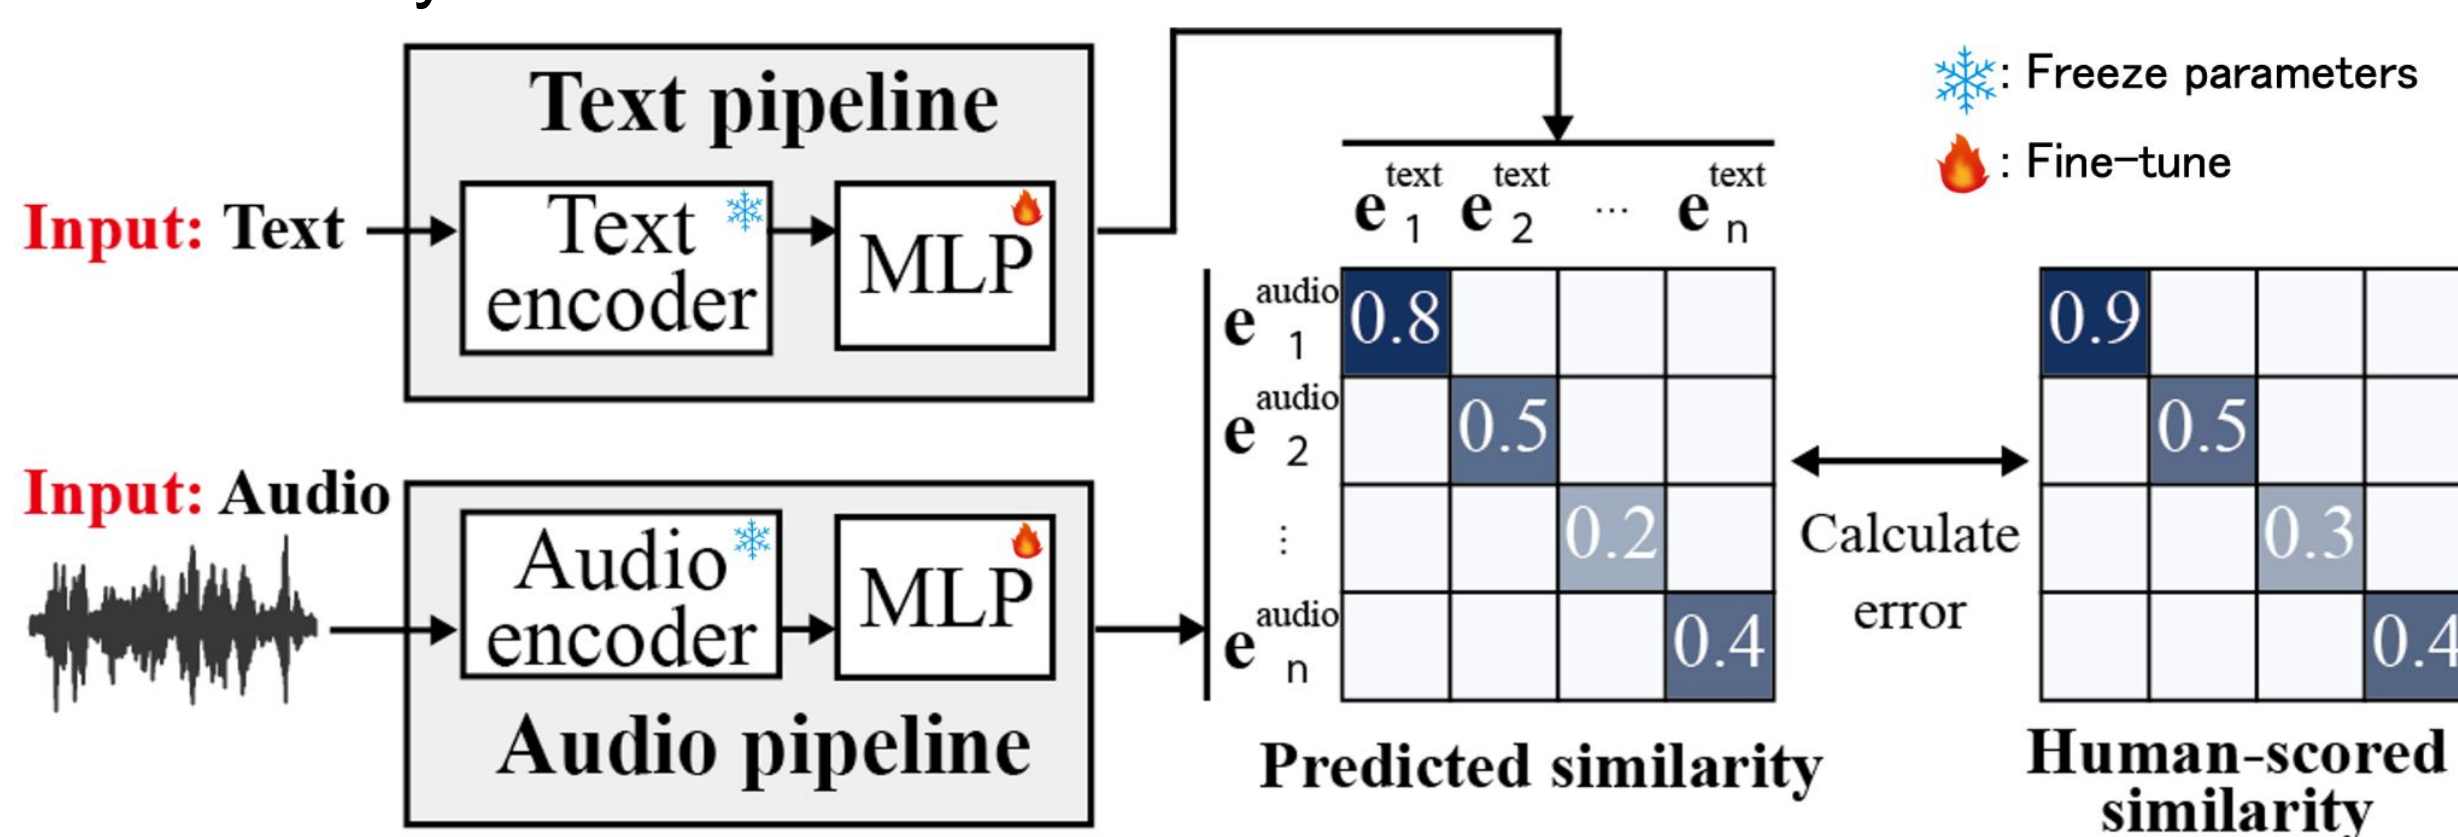 Text pipeline
Input: Text
Text
encoder
MLP
Input: Audio
Audio
encoder
MLP
Audio pipeline
e text 1 e text 2 ... e text n
e audio 1
e audio 2
⋮
e audio n
0.8
0.5
0.2
0.4
Predicted similarity
Calculate
error
: Freeze parameters
: Fine-tune
0.9
0.5
0.3
0.4
Human-scored
similarity